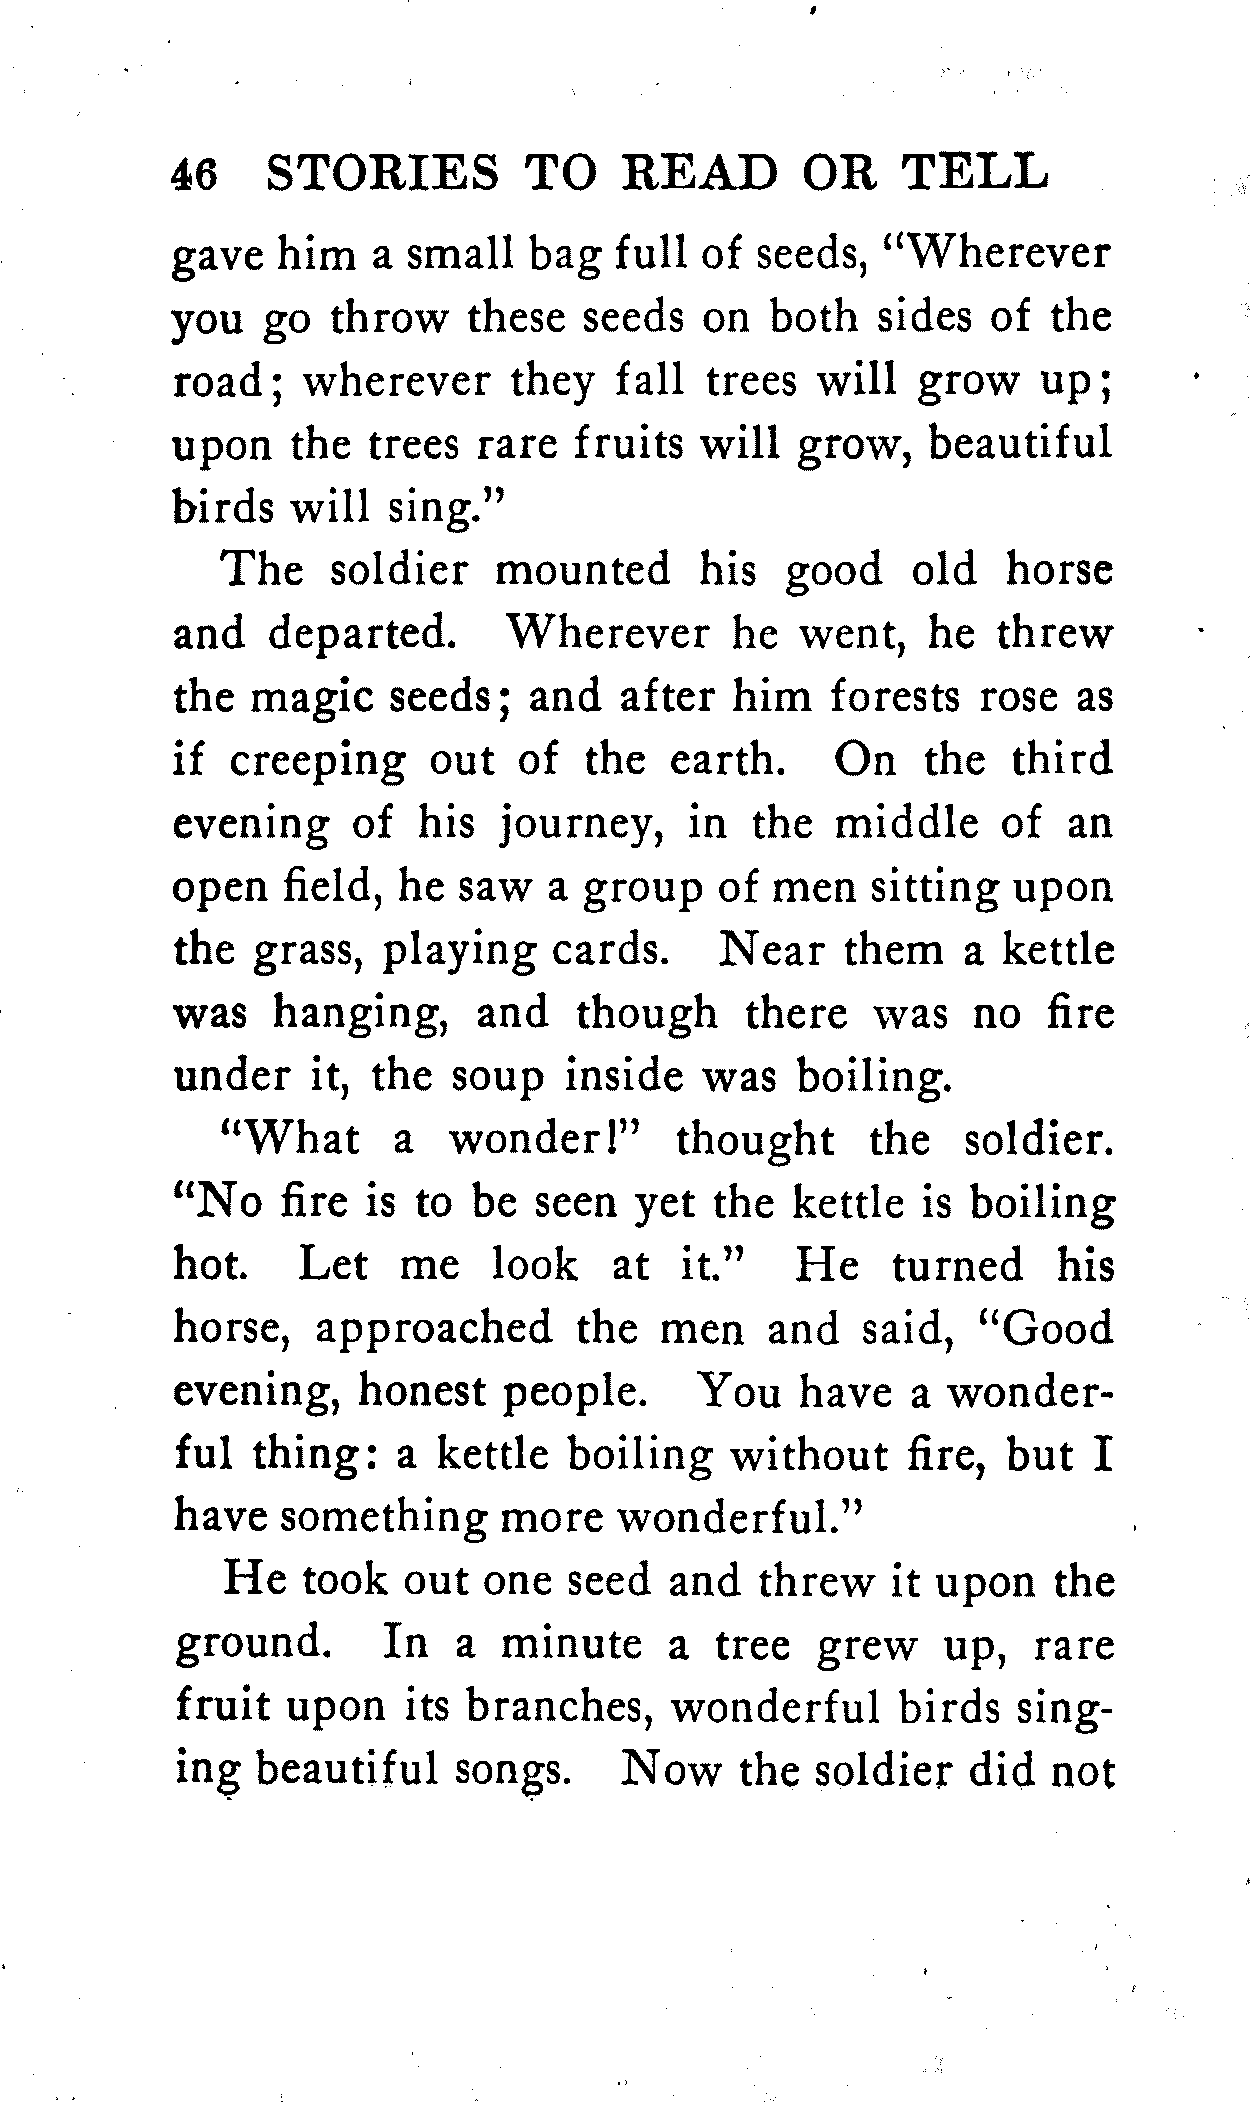 46 STORIES TO READ OR TELL
gave him a small bag full of seeds, “Wherever
you go throw these seeds on both sides of the
road; wherever they fall trees will grow up;
upon the trees rare fruits will grow, beautiful
birds will sing.”
The soldier mounted his good old horse
and departed. Wherever he went, he threw
the magic seeds; and after him forests rose as
if creeping out of the earth. On the third
evening of his journey, in the middle of an
open field, he saw a group of men sitting upon
the grass, playing cards. Near them a kettle
was hanging, and though there was no fire
under it, the soup inside was boiling.
“What a wonder!” thought the soldier.
“No fire is to be seen yet the kettle is boiling
hot. Let me look at it.” He turned his
horse, approached the men and said, “Good
evening, honest people. You have a wonder-
ful thing: a kettle boiling without fire, but I
have something more wonderful.”
He took out one seed and threw it upon the
ground. In a minute a tree grew up, rare
fruit upon its branches, wonderful birds sing-
ing beautiful songs. Now the soldier did not